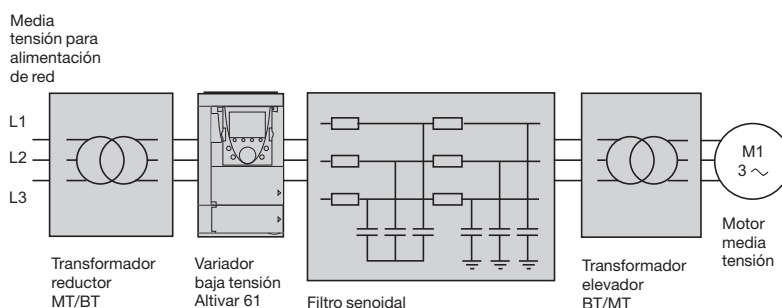 Media
tensión para
alimentación
de red
L1
L2
L3
M1
3 ~
Transformador
reductor
MT/BT
Variador
baja tensión
Altivar 61
Filtro senoidal
Transformador
elevador
BT/MT
Motor
media
tensión